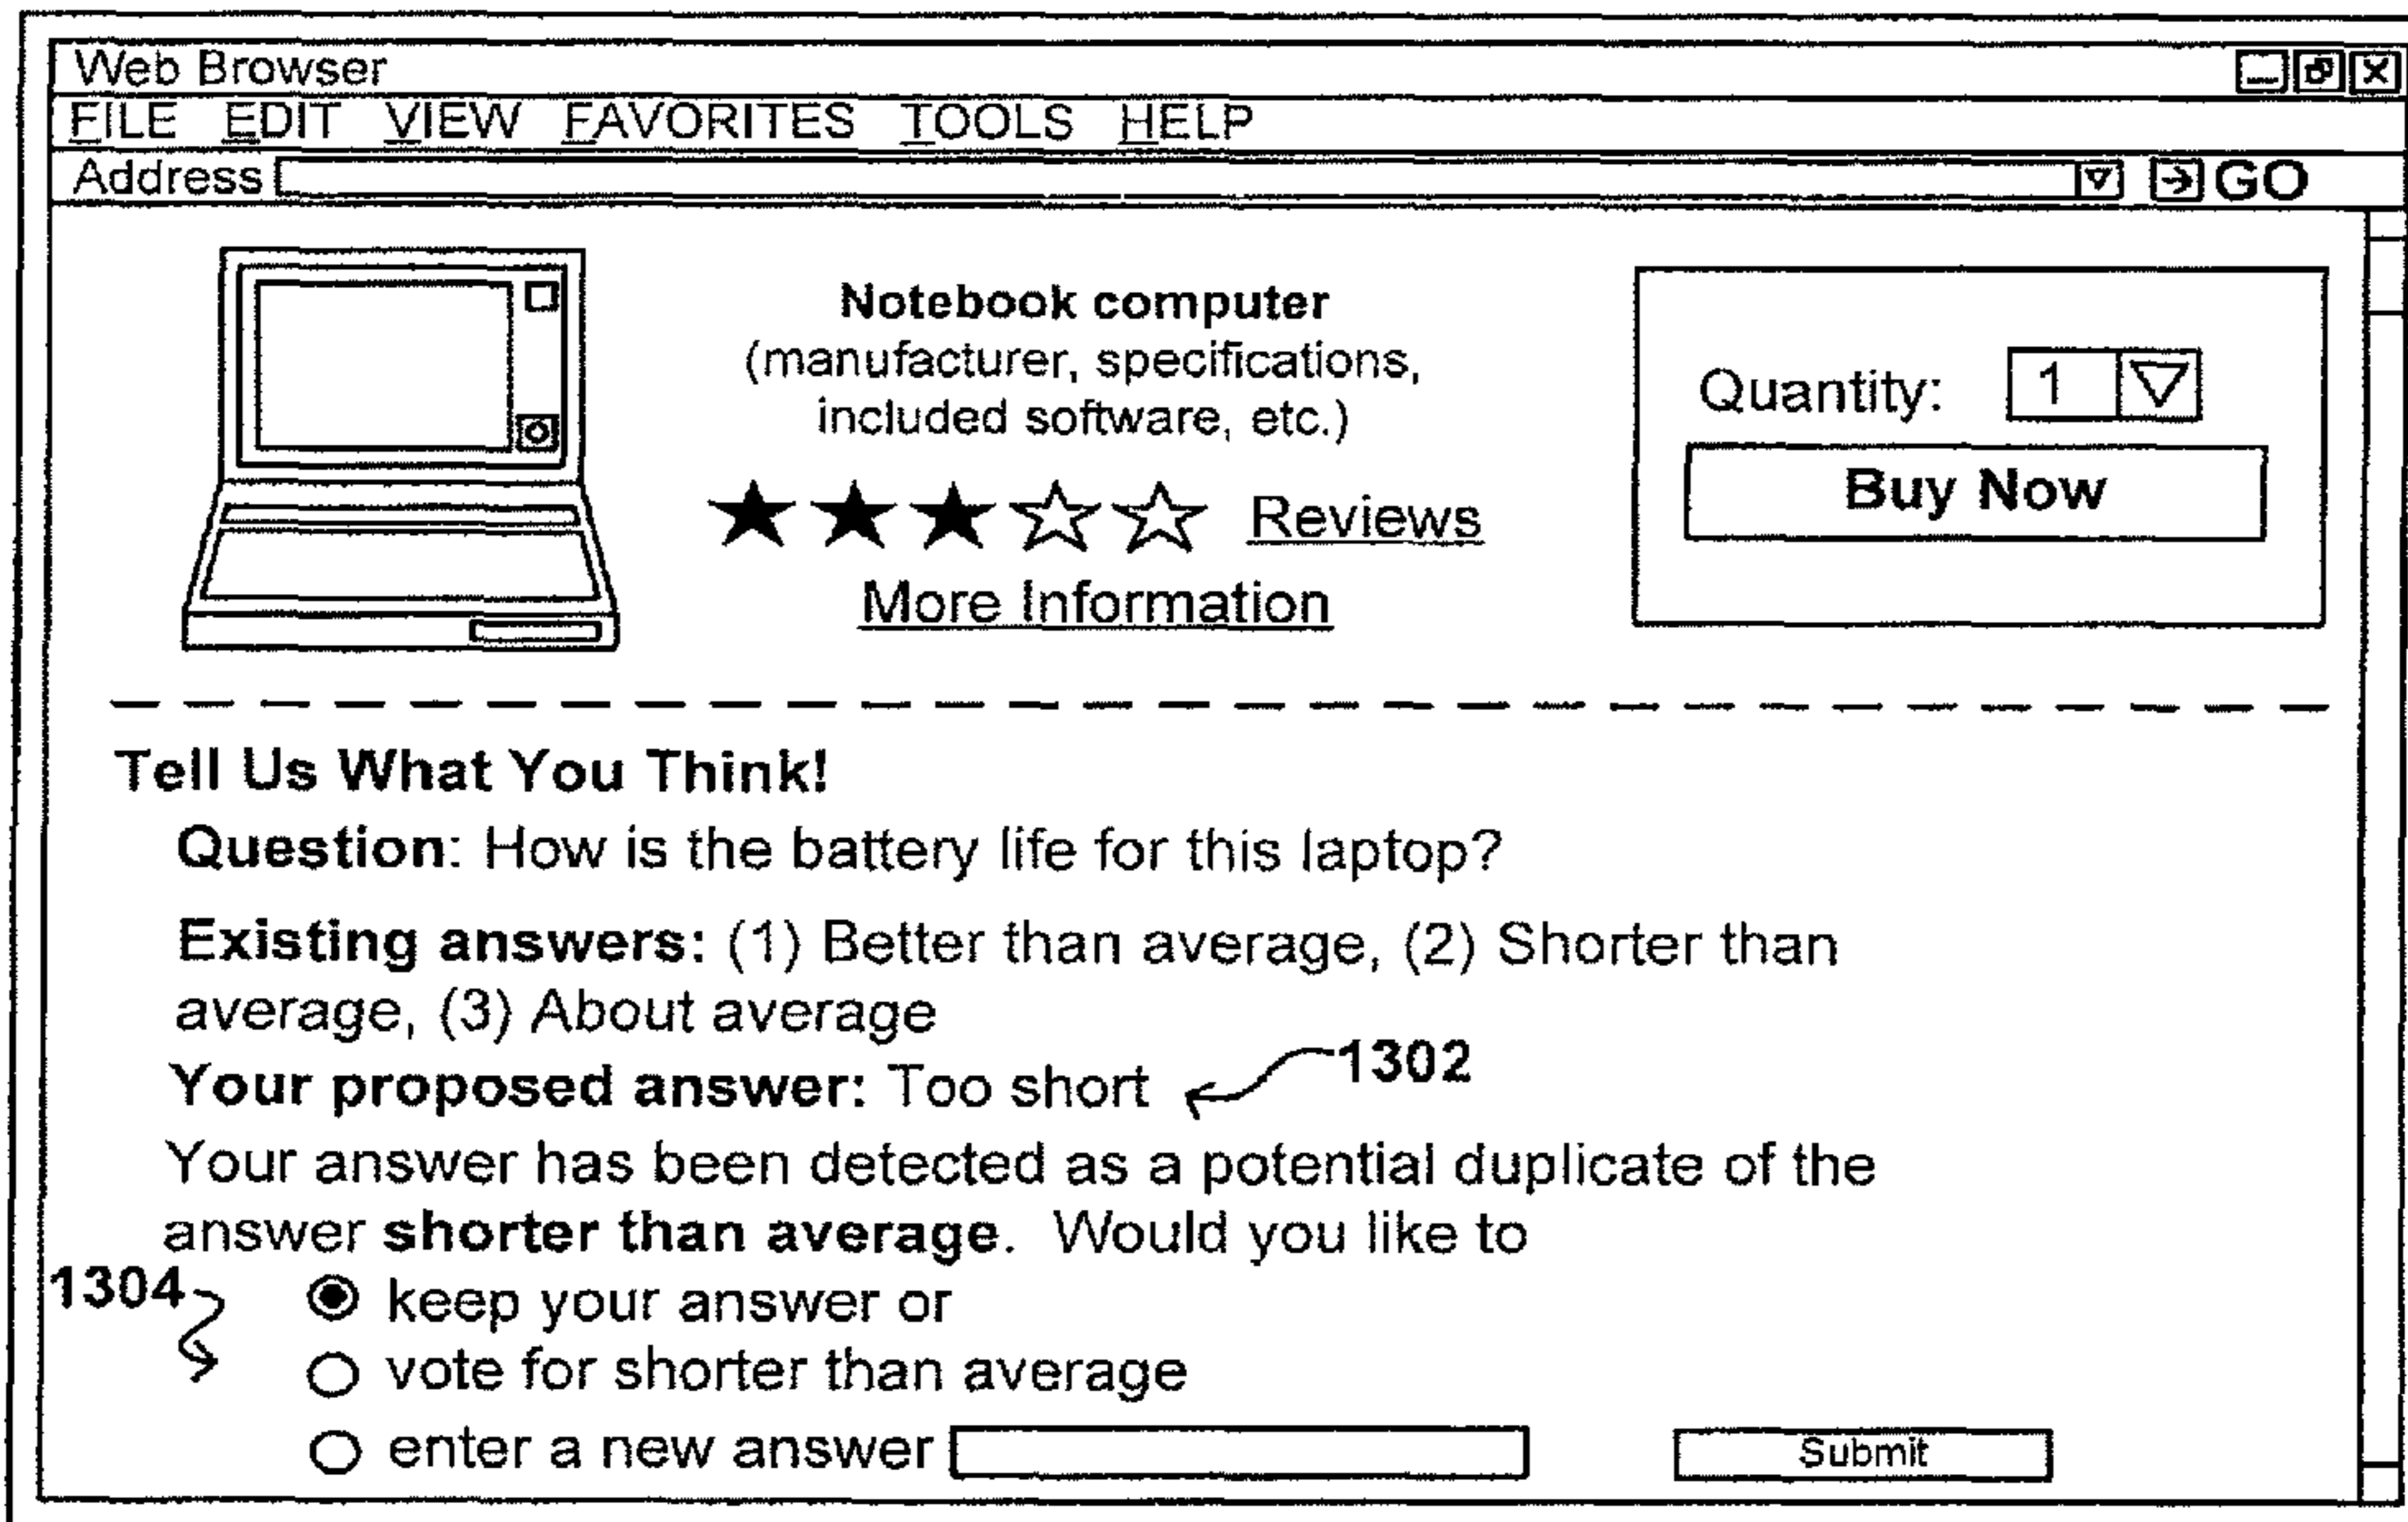 Web Browser
FILE EDIT VIEW FAVORITES TOOLS HELP
Address GO
Notebook computer
(manufacturer, specifications,
included software, etc.)
Reviews
More Information
Quantity: 1
Buy Now
Tell Us What You Think!
Question: How is the battery life for this laptop?
Existing answers: (1) Better than average, (2) Shorter than
average, (3) About average
Your proposed answer: Too short 1302
Your answer has been detected as a potential duplicate of the
answer shorter than average. Would you like to
1304 keep your answer or
vote for shorter than average
enter a new answer Submit